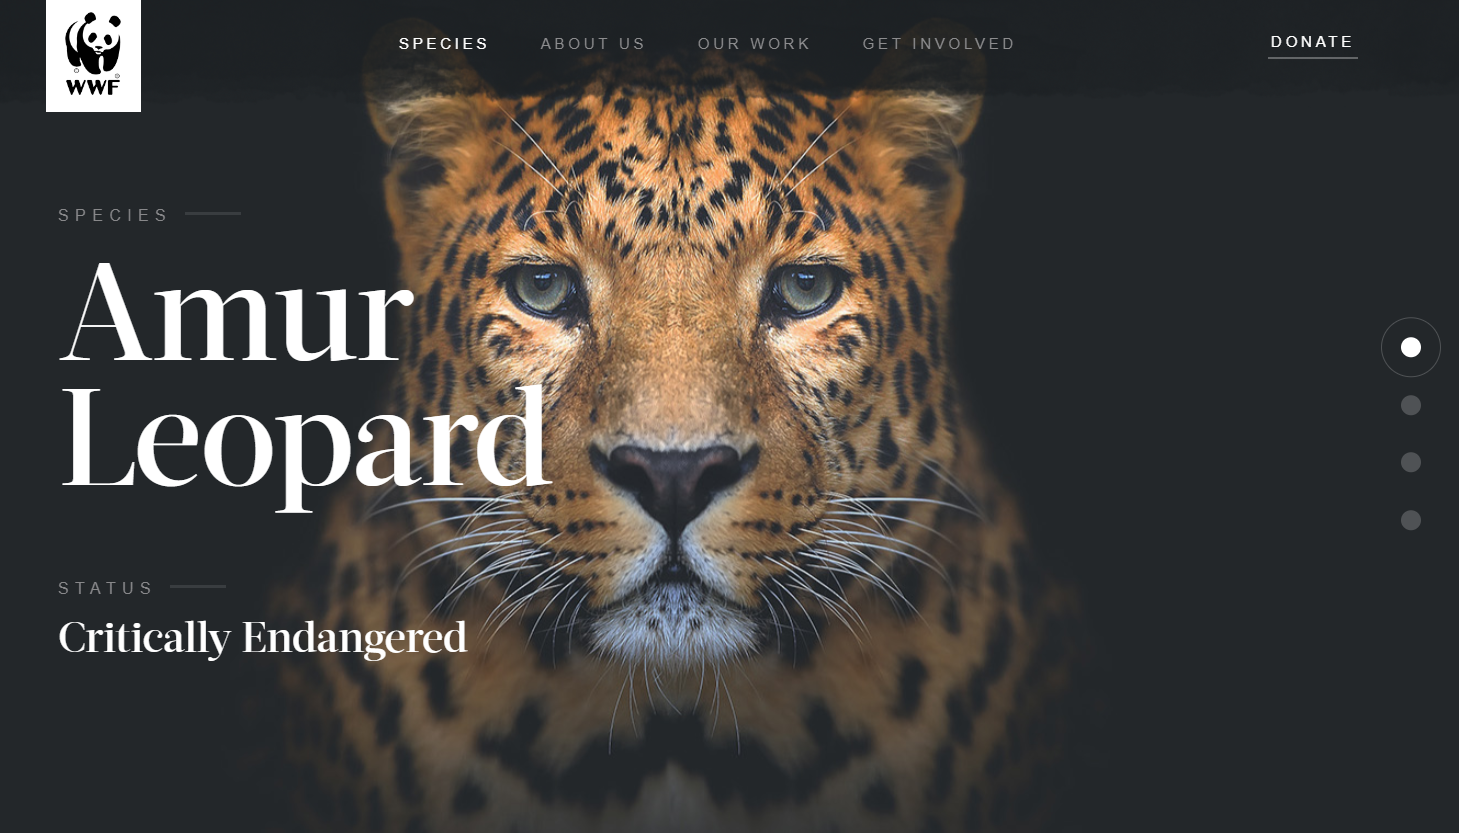 WWF
SPECIES
ABOUT US
OUR WORK
GET INVOLVED
DONATE
SPECIES
Amur
Leopard
STATUS
Critically Endangered